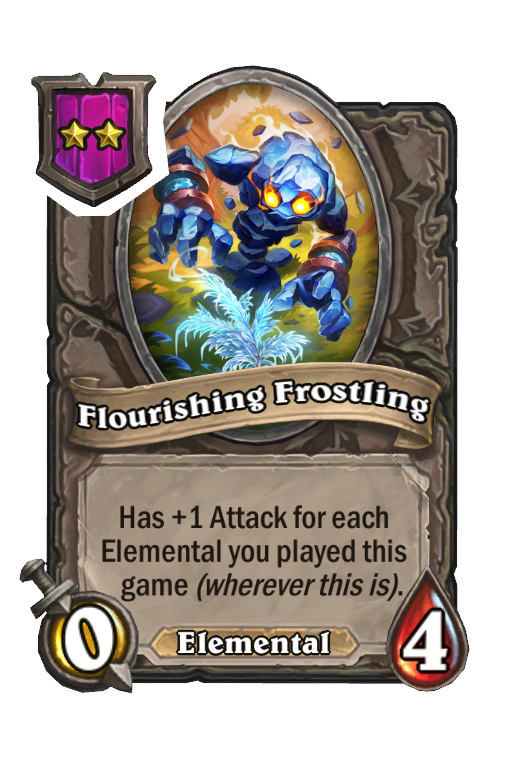 Flourishing Frostling
Has +1 Attack for each
Elemental you played this
game (wherever this is).
0
Elemental
4